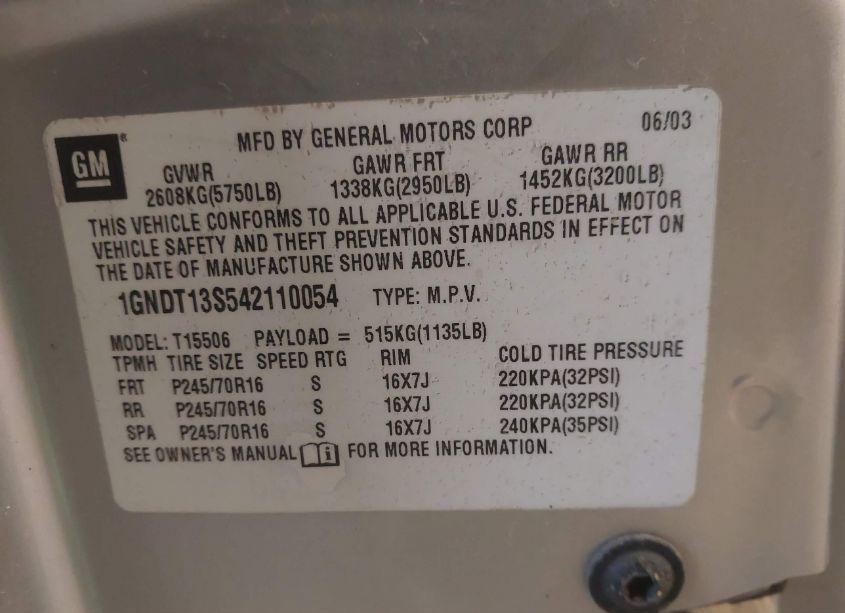 GM ®
MFD BY GENERAL MOTORS CORP 06/03
GVWR GAWR FRT GAWR RR
2608KG(5750LB) 1338KG(2950LB) 1452KG(3200LB)
THIS VEHICLE CONFORMS TO ALL APPLICABLE U.S. FEDERAL MOTOR
VEHICLE SAFETY AND THEFT PREVENTION STANDARDS IN EFFECT ON
THE DATE OF MANUFACTURE SHOWN ABOVE.
1GNDT13S542110054 TYPE: M.P.V.
MODEL: T15506 PAYLOAD = 515KG(1135LB)
TPMH TIRE SIZE SPEED RTG RIM COLD TIRE PRESSURE
FRT P245/70R16 S 16X7J 220KPA(32PSI)
RR P245/70R16 S 16X7J 220KPA(32PSI)
SPA P245/70R16 S 16X7J 240KPA(35PSI)
SEE OWNER'S MANUAL i FOR MORE INFORMATION.